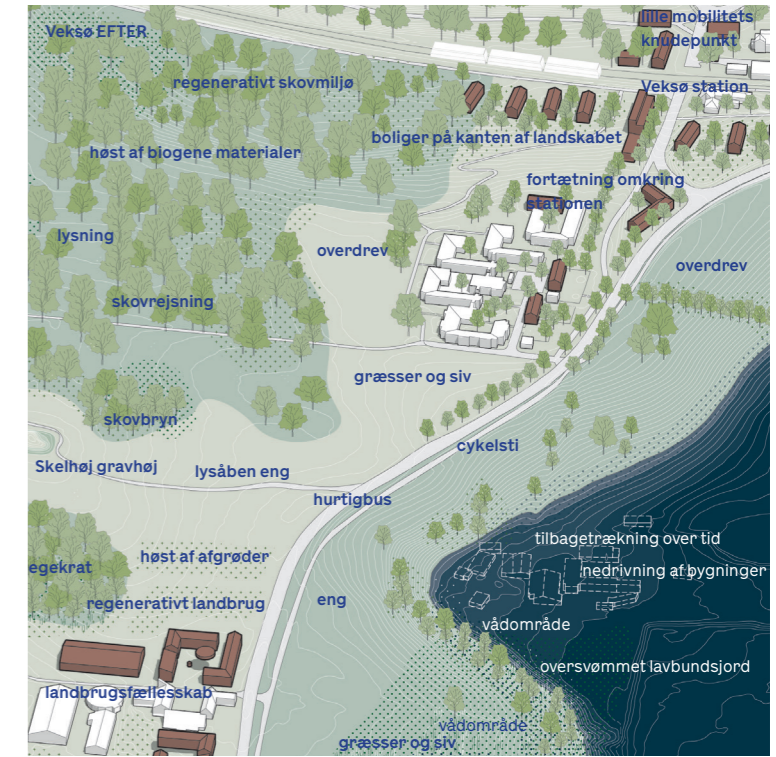 Veksø EFTER
lille mobilitets
knudepunkt
regenerativt skovmiljø
Veksø station
boliger på kanten af landskabet
høst af biogene materialer
fortætning omkring
stationen
lysning
overdrev
overdrev
skovrejsning
græsser og siv
skovbryn
cykelsti
Skelhøj gravhøj
lysåben eng
hurtigbus
tilbagetrækning over tid
høst af afgrøder
egekrat
nedrivning af bygninger
regenerativt landbrug
eng
vådområde
oversvømmet lavbundsjord
landbrugsfællesskab
vådområde
græsser og siv